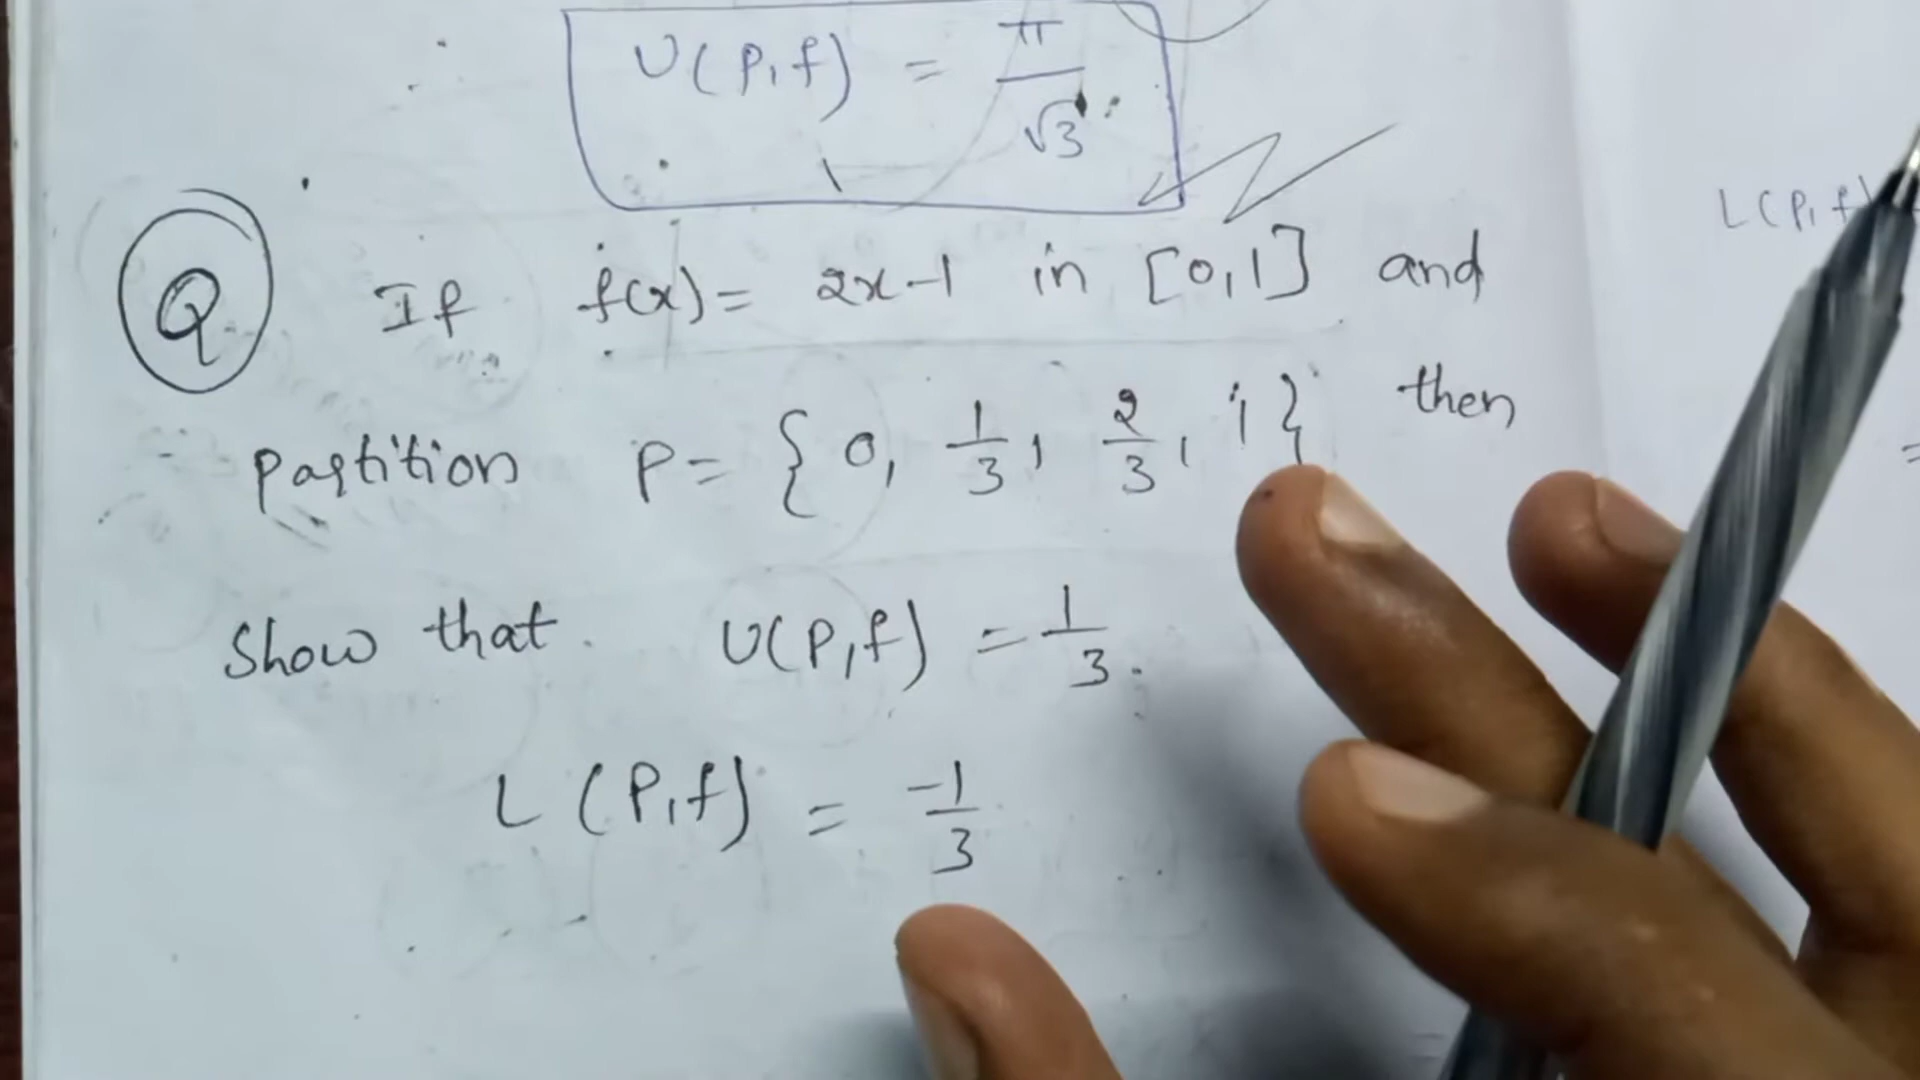 U(P,f) = π/√3
L(P,f)
Q If f(x) = 2x-1 in [0,1] and
partition P = {0, 1/3, 2/3, 1} then
show that U(P,f) = 1/3.
L(P,f) = -1/3